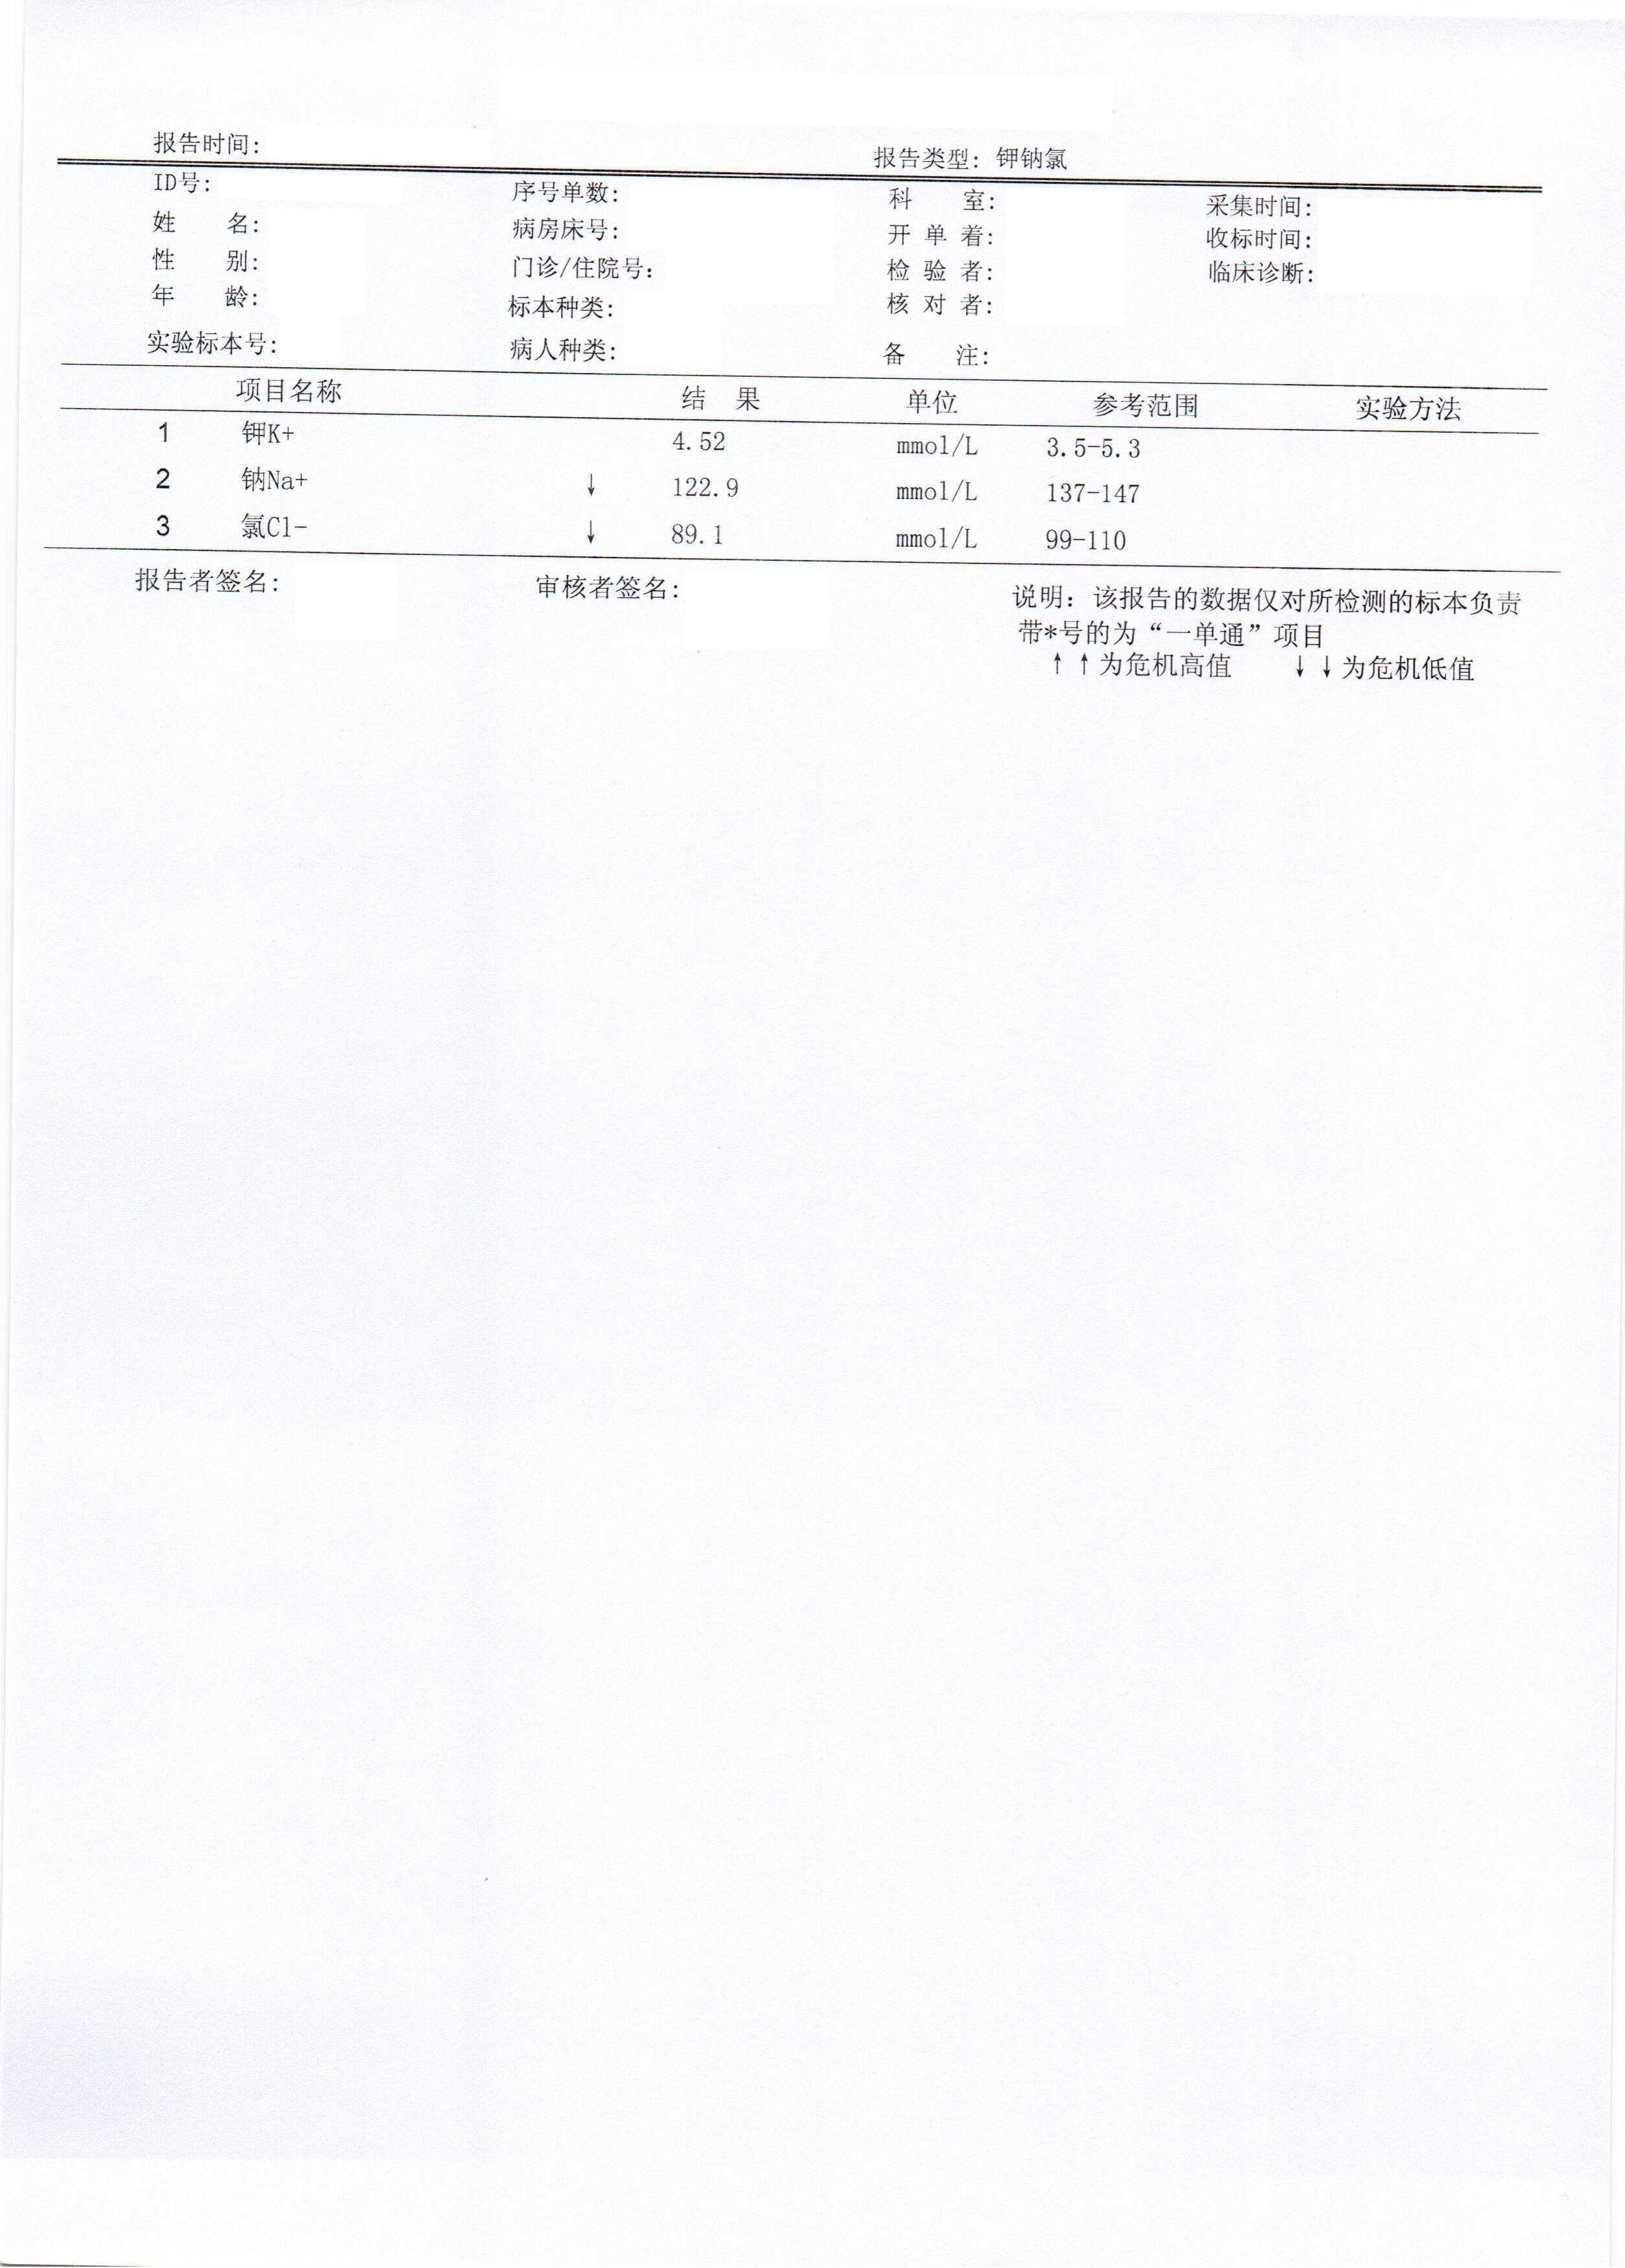 报告时间:
报告类型: 钾钠氯
ID号: 序号单数: 科 室: 采集时间:
姓 名: 病房床号: 开 单 着: 收标时间:
性 别: 门诊/住院号: 检 验 者: 临床诊断:
年 龄: 标本种类: 核 对 者:
实验标本号: 病人种类: 备 注:
项目名称 结 果 单位 参考范围 实验方法
1 钾K+ 4.52 mmol/L 3.5-5.3
2 钠Na+ ↓ 122.9 mmol/L 137-147
3 氯Cl- ↓ 89.1 mmol/L 99-110
报告者签名: 审核者签名: 说明: 该报告的数据仅对所检测的标本负责
带*号的为“一单通”项目
↑↑为危机高值 ↓↓为危机低值